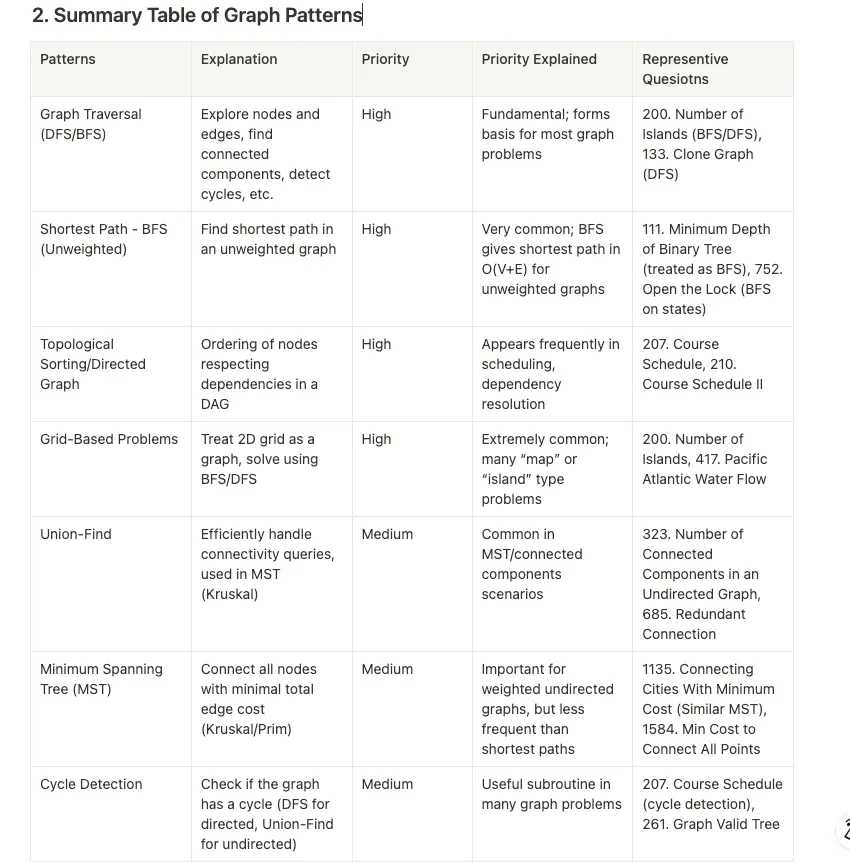 2. Summary Table of Graph Patterns
Patterns
Explanation
Priority
Priority Explained
Representive
Quesiotns
Graph Traversal
(DFS/BFS)
Explore nodes and
edges, find
connected
components, detect
cycles, etc.
High
Fundamental; forms
basis for most graph
problems
200. Number of
Islands (BFS/DFS),
133. Clone Graph
(DFS)
Shortest Path - BFS
(Unweighted)
Find shortest path in
an unweighted graph
High
Very common; BFS
gives shortest path in
O(V+E) for
unweighted graphs
111. Minimum Depth
of Binary Tree
(treated as BFS), 752.
Open the Lock (BFS
on states)
Topological
Sorting/Directed
Graph
Ordering of nodes
respecting
dependencies in a
DAG
High
Appears frequently in
scheduling,
dependency
resolution
207. Course
Schedule, 210.
Course Schedule II
Grid-Based Problems
Treat 2D grid as a
graph, solve using
BFS/DFS
High
Extremely common;
many “map” or
“island” type
problems
200. Number of
Islands, 417. Pacific
Atlantic Water Flow
Union-Find
Efficiently handle
connectivity queries,
used in MST
(Kruskal)
Medium
Common in
MST/connected
components
scenarios
323. Number of
Connected
Components in an
Undirected Graph,
685. Redundant
Connection
Minimum Spanning
Tree (MST)
Connect all nodes
with minimal total
edge cost
(Kruskal/Prim)
Medium
Important for
weighted undirected
graphs, but less
frequent than
shortest paths
1135. Connecting
Cities With Minimum
Cost (Similar MST),
1584. Min Cost to
Connect All Points
Cycle Detection
Check if the graph
has a cycle (DFS for
directed, Union-Find
for undirected)
Medium
Useful subroutine in
many graph problems
207. Course Schedule
(cycle detection),
261. Graph Valid Tree